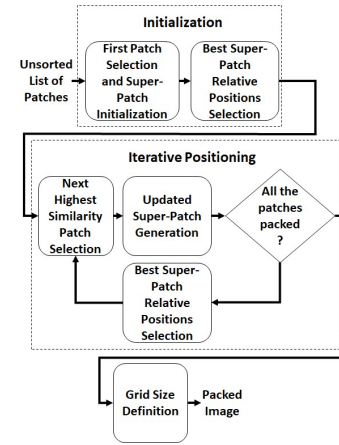 Initialization
Unsorted
List of
Patches
First Patch
Selection
and Super-
Patch
Initialization
Best Super-
Patch
Relative
Positions
Selection
Iterative Positioning
Next
Highest
Similarity
Patch
Selection
Updated
Super-Patch
Generation
All the
patches
packed
?
Best Super-
Patch
Relative
Positions
Selection
Grid Size
Definition
Packed
Image